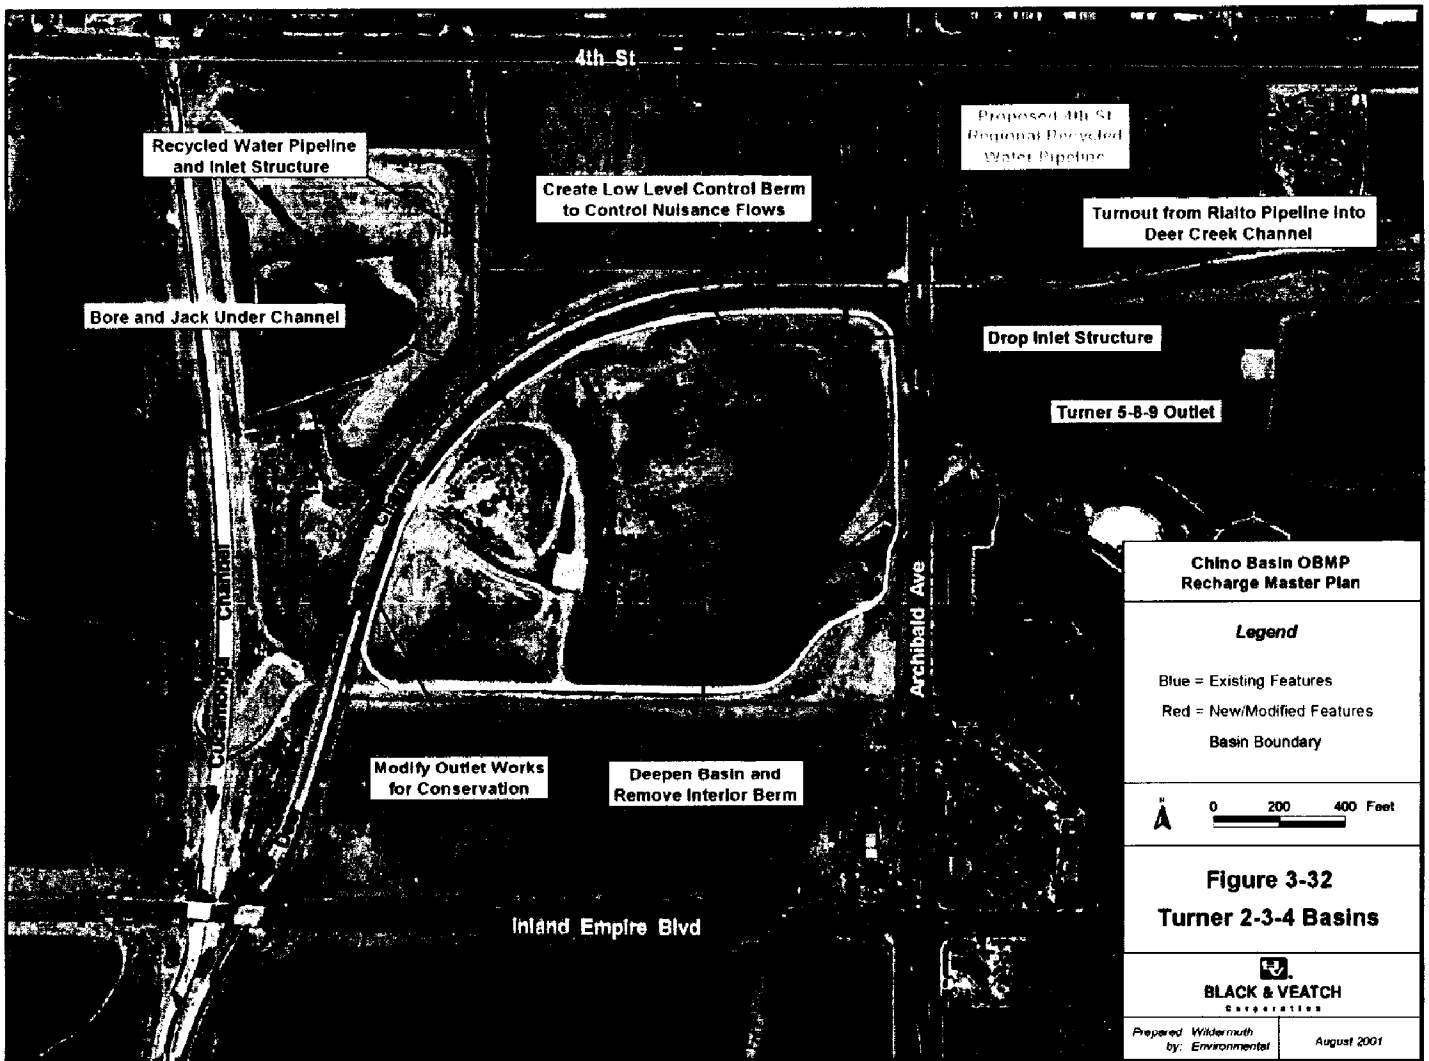 4th St
Proposed 4th St
Regional Recycled
Water Pipeline
Recycled Water Pipeline
and Inlet Structure
Create Low Level Control Berm
to Control Nuisance Flows
Turnout from Rialto Pipeline into
Deer Creek Channel
Bore and Jack Under Channel
Drop Inlet Structure
Turner 5-8-9 Outlet
Cucamonga Channel
Archibald Ave
Modify Outlet Works
for Conservation
Deepen Basin and
Remove Interior Berm
Inland Empire Blvd
Chino Basin OBMP
Recharge Master Plan
Legend
Blue = Existing Features
Red = New/Modified Features
Basin Boundary
N
0 200 400 Feet
Figure 3-32
Turner 2-3-4 Basins
BLACK & VEATCH
Corporation
Prepared Wildermuth
by: Environmental
August 2001